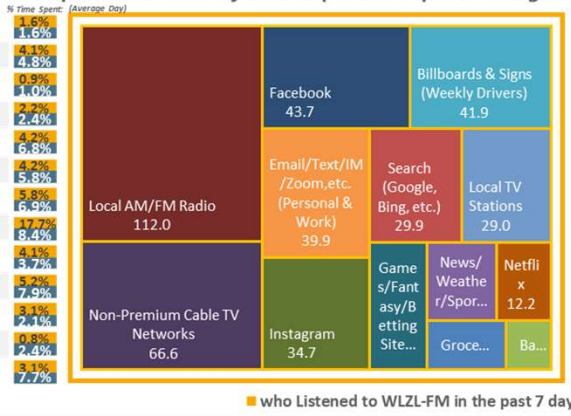 % Time Spent: (Average Day)
1.6%
1.6%
4.1%
4.8%
0.9%
1.0%
2.2%
2.4%
4.2%
6.8%
4.2%
5.8%
5.8%
6.9%
17.7%
8.4%
4.1%
3.7%
5.2%
7.9%
3.1%
2.1%
0.8%
2.4%
3.1%
7.7%
Local AM/FM Radio
112.0
Non-Premium Cable TV
Networks
66.6
Facebook
43.7
Billboards & Signs
(Weekly Drivers)
41.9
Email/Text/IM
/Zoom,etc.
(Personal &
Work)
39.9
Search
(Google,
Bing, etc.)
29.9
Local TV
Stations
29.0
Instagram
34.7
Game
s/Fant
asy/B
etting
Site...
News/
Weathe
r/Spor...
Netfli
x
12.2
Groce...
Ba...
who Listened to WLZL-FM in the past 7 day